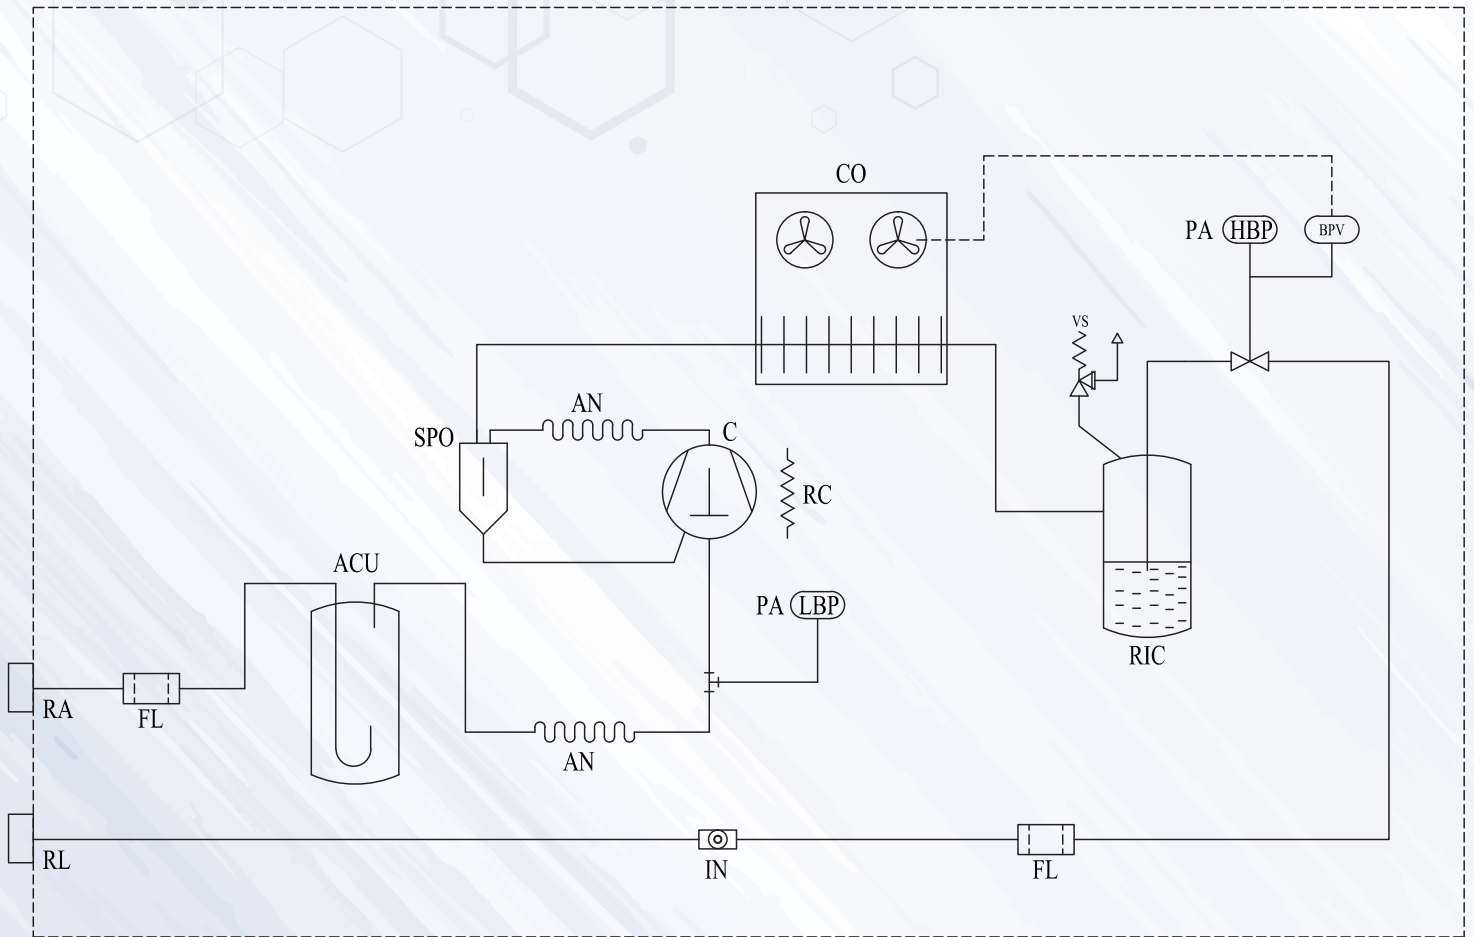 CO
PA HBP BPV
VS
AN
SPO C
RC
ACU
PA LBP
RIC
RA FL
AN
RL IN FL